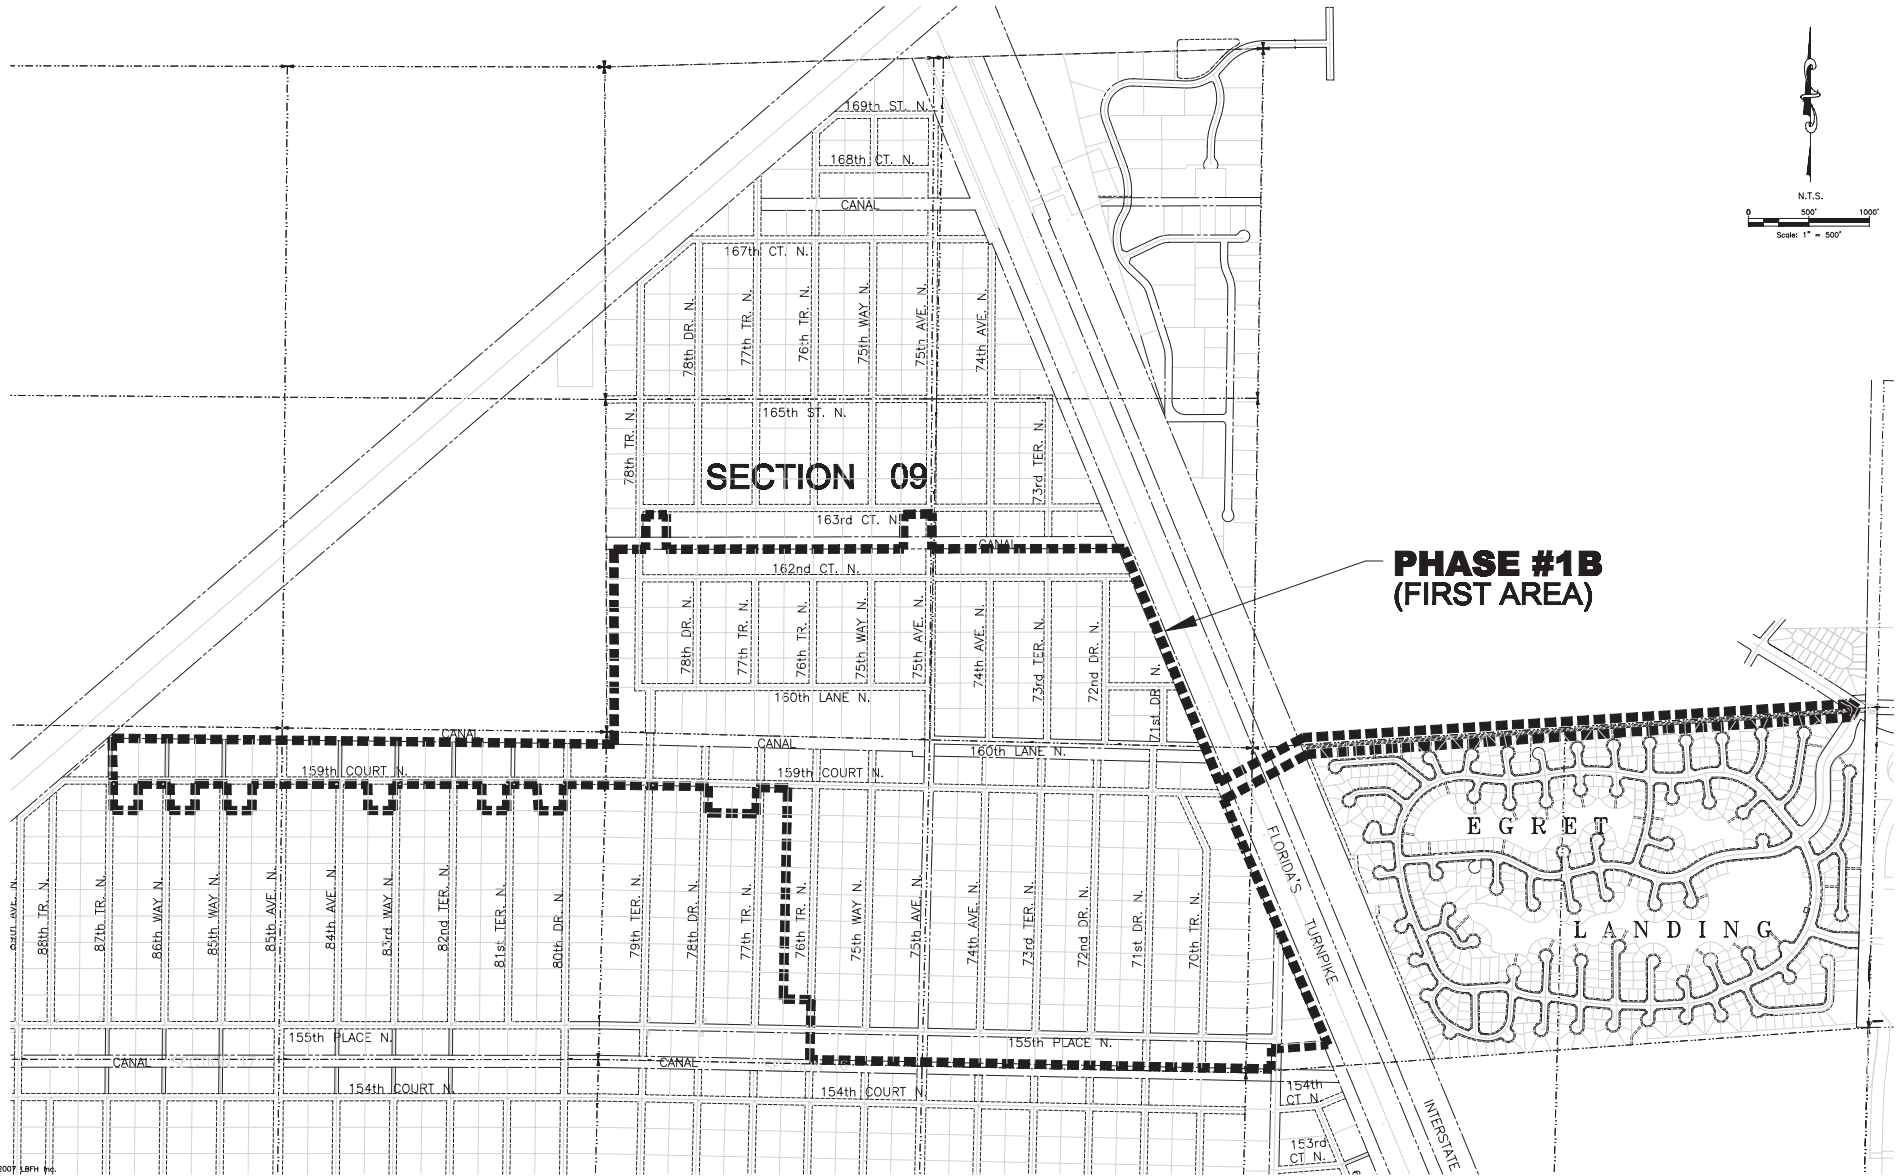 169th ST. N.
168th CT. N.
CANAL
167th CT. N.
N.T.S.
0 500' 1000'
Scale: 1" = 500'
78th DR. N.
77th TR. N.
76th TR. N.
75th WAY N.
75th AVE. N.
74th AVE. N.
165th ST. N.
78th TR. N.
73rd TER. N.
SECTION 09
163rd CT. N.
CANAL
162nd CT. N.
PHASE #1B
(FIRST AREA)
78th DR. N.
77th TR. N.
76th TR. N.
75th WAY N.
75th AVE. N.
74th AVE. N.
73rd TER. N.
72nd DR. N.
71st DR. N.
160th LANE N.
CANAL
CANAL
160th LANE N.
159th COURT N.
159th COURT N.
EGRET
LANDING
FLORIDA'S TURNPIKE
88th TR. N.
87th TR. N.
86th WAY N.
85th WAY N.
85th AVE. N.
84th AVE. N.
83rd WAY N.
82nd TER. N.
81st TER. N.
80th DR. N.
79th TER. N.
78th DR. N.
77th TR. N.
76th TR. N.
75th WAY N.
75th AVE. N.
74th AVE. N.
73rd TER. N.
72nd DR. N.
71st DR. N.
70th TR. N.
155th PLACE N.
155th PLACE N.
CANAL
SECTION 17
CANAL
154th COURT N.
154th COURT N.
154th
CT N.
153rd
CT N.
INTERSTATE
2007 LBFH Inc.